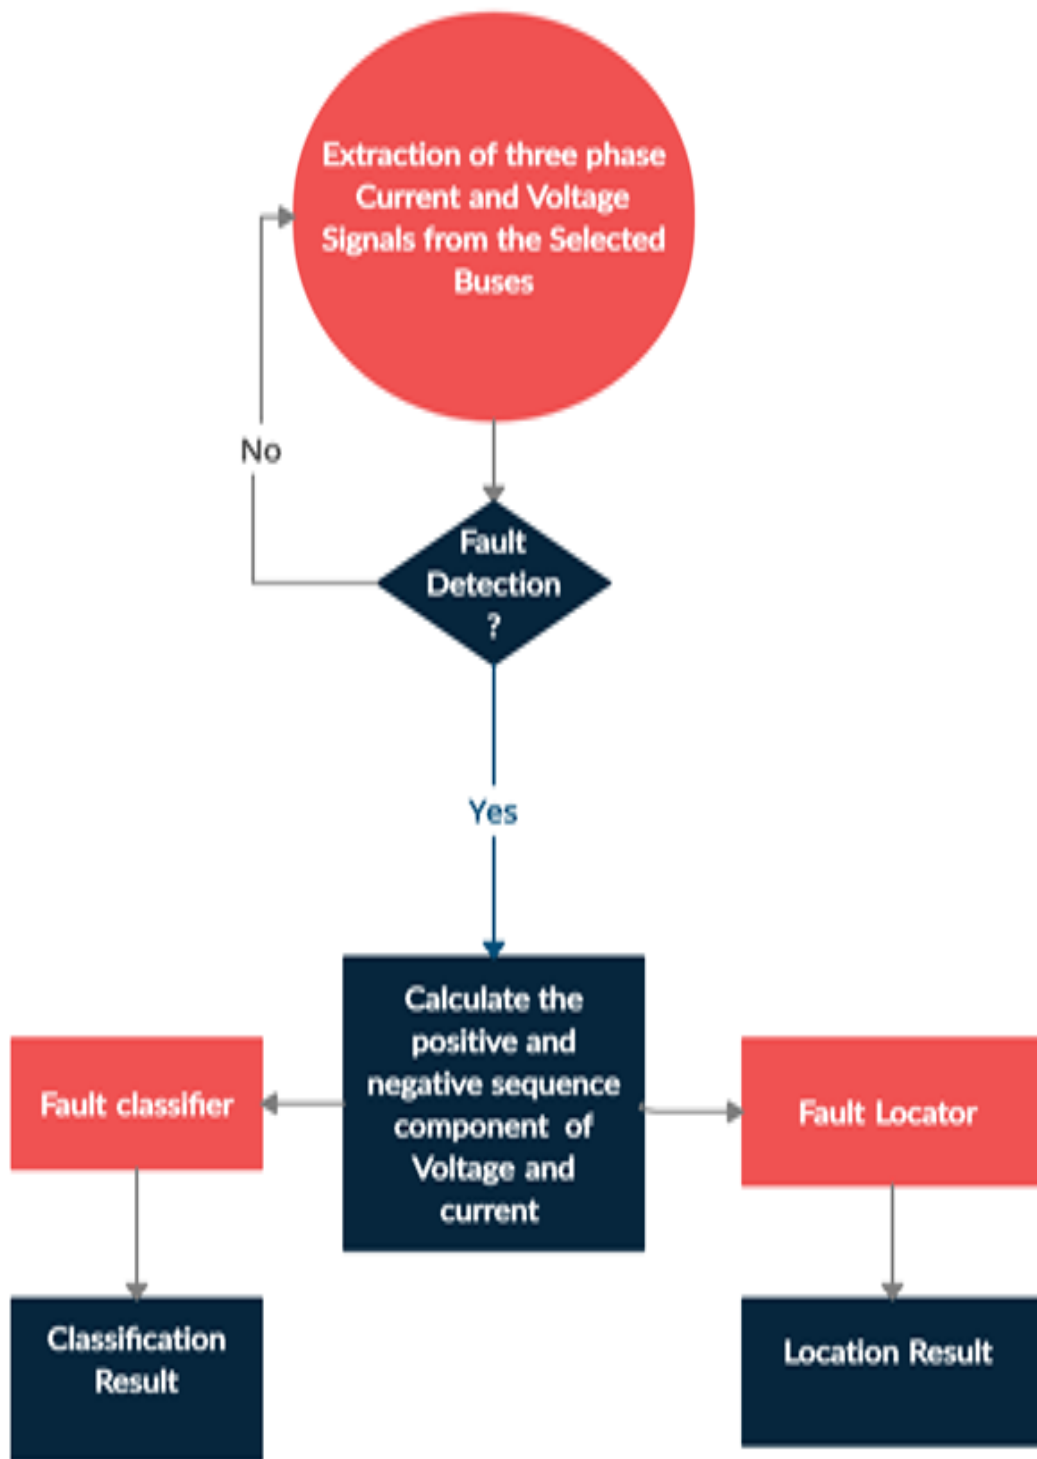 Extraction of three phase
Current and Voltage
Signals from the Selected
Buses
No
Fault
Detection
?
Yes
Calculate the
positive and
negative sequence
component of
Voltage and
current
Fault classifier
Fault Locator
Classification
Result
Location Result